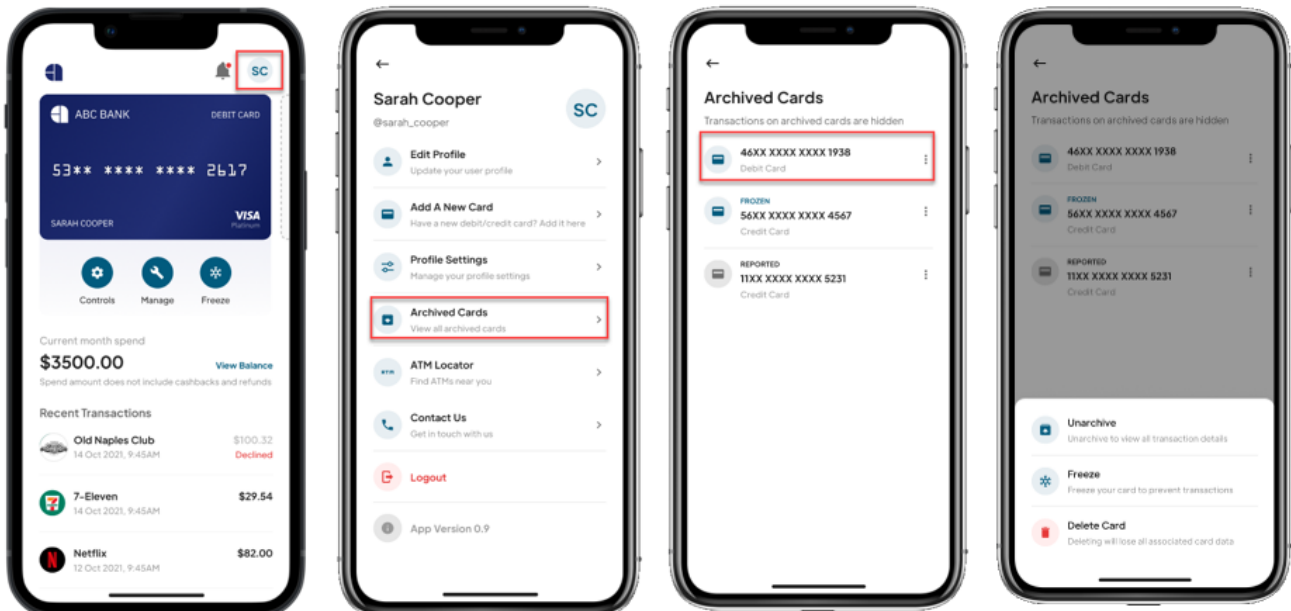 SC
ABC BANK
DEBIT CARD
53** **** **** 2617
SARAH COOPER
VISA
Platinum
Controls
Manage
Freeze
Current month spend
$3500.00
View Balance
Spend amount does not include cashbacks and refunds
Recent Transactions
Old Naples Club
$100.32
14 Oct 2021, 9:45AM
Declined
7-Eleven
$29.54
14 Oct 2021, 9:45AM
Netflix
$82.00
12 Oct 2021, 9:45AM
Sarah Cooper
SC
@sarah_cooper
Edit Profile
Update your user profile
Add A New Card
Have a new debit/credit card? Add it here
Profile Settings
Manage your profile settings
Archived Cards
View all archived cards
ATM
ATM Locator
Find ATMs near you
Contact Us
Get in touch with us
Logout
App Version 0.9
Archived Cards
Transactions on archived cards are hidden
46XX XXXX XXXX 1938
Debit Card
FROZEN
56XX XXXX XXXX 4567
Credit Card
REPORTED
11XX XXXX XXXX 5231
Credit Card
Archived Cards
Transactions on archived cards are hidden
46XX XXXX XXXX 1938
Debit Card
FROZEN
56XX XXXX XXXX 4567
Credit Card
REPORTED
11XX XXXX XXXX 5231
Credit Card
Unarchive
Unarchive to view all transaction details
Freeze
Freeze your card to prevent transactions
Delete Card
Deleting will lose all associated card data